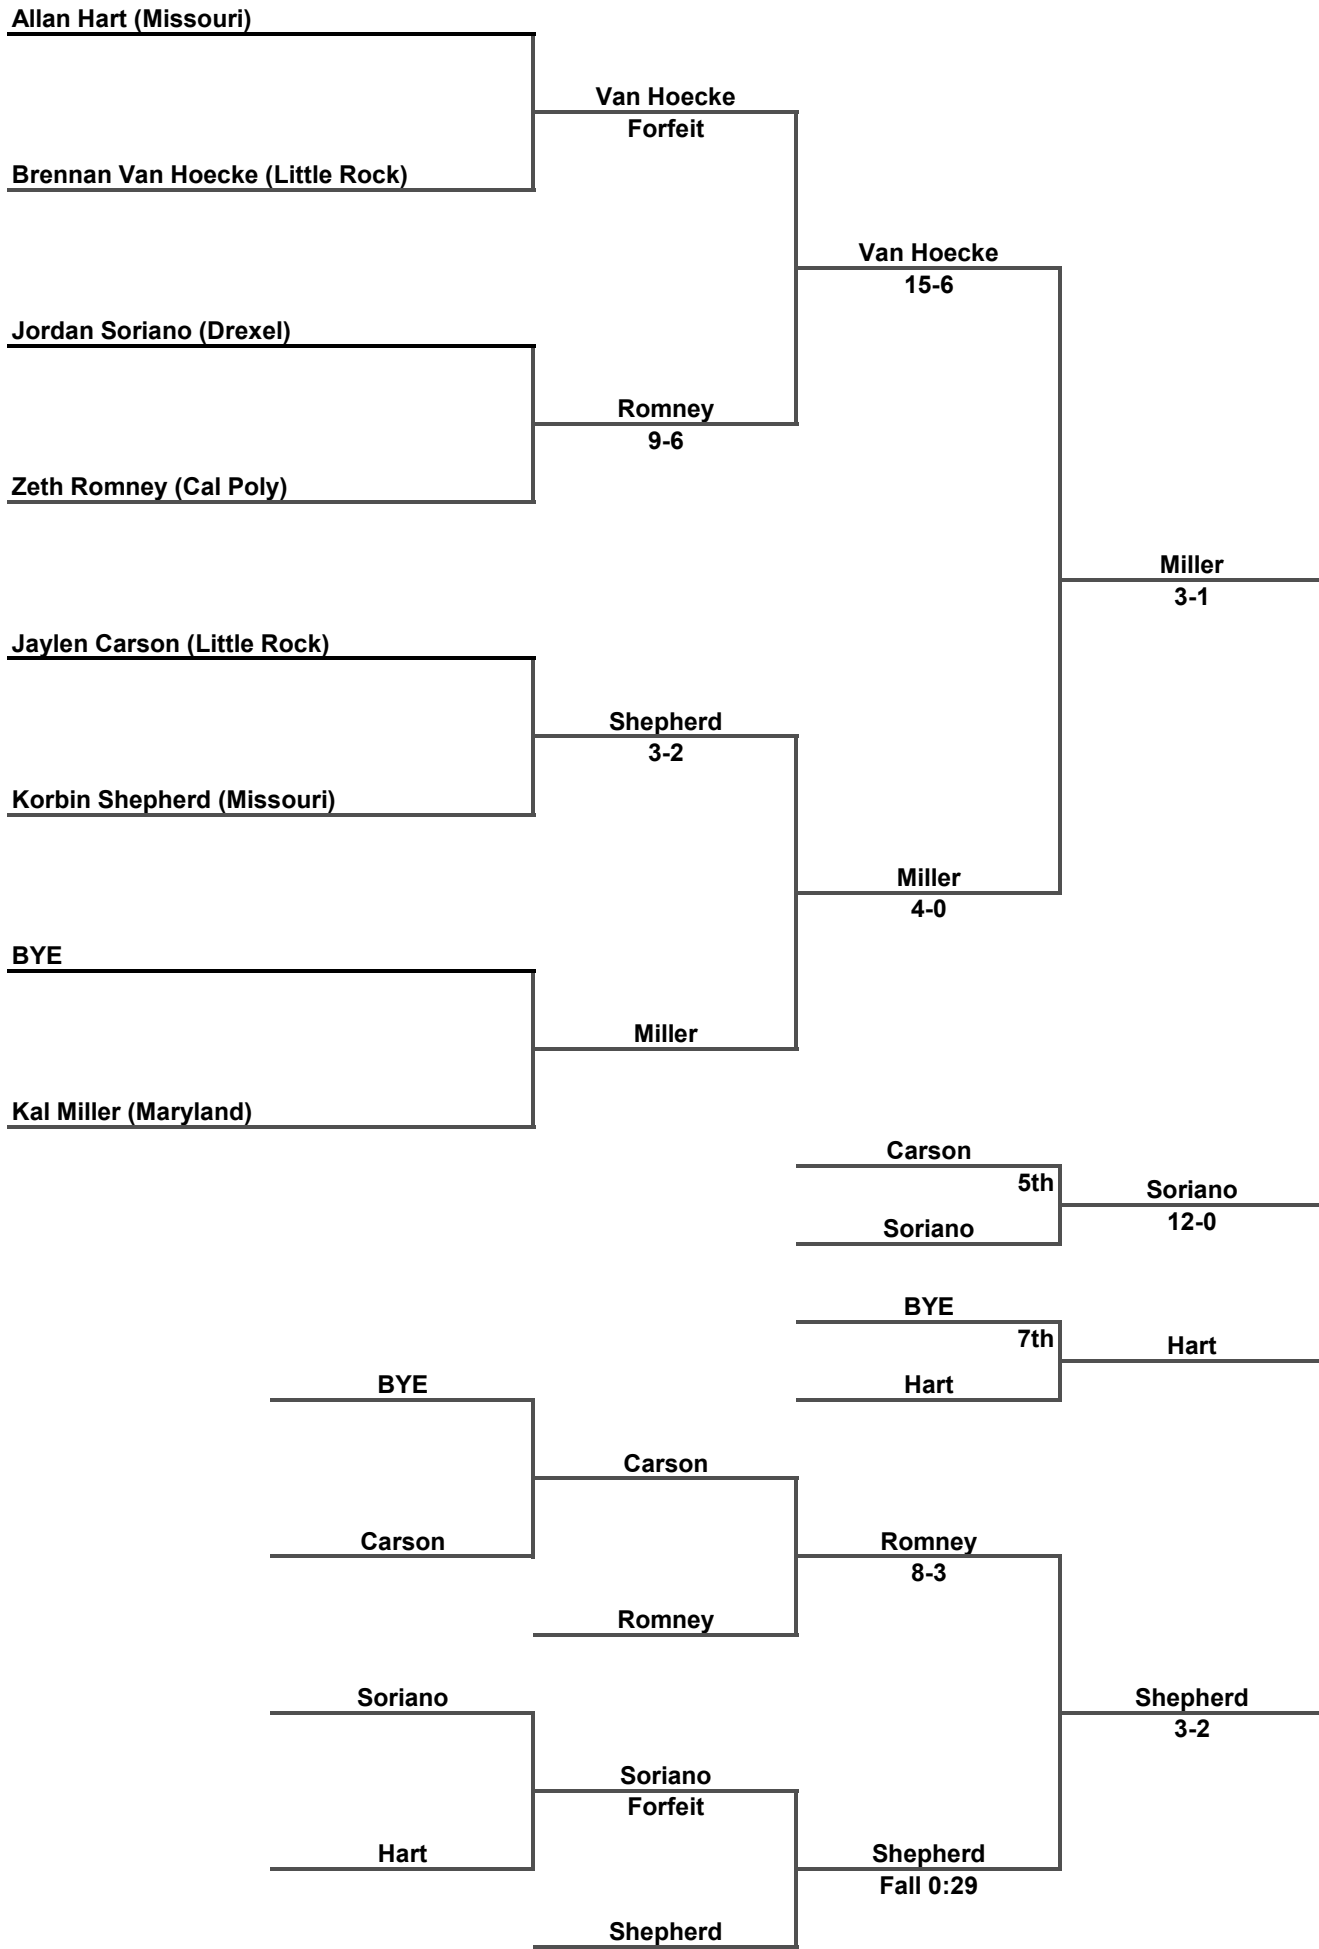 Allan Hart (Missouri)
Van Hoecke
Forfeit
Brennan Van Hoecke (Little Rock)
Van Hoecke
15-6
Jordan Soriano (Drexel)
Romney
9-6
Zeth Romney (Cal Poly)
Miller
3-1
Jaylen Carson (Little Rock)
Shepherd
3-2
Korbin Shepherd (Missouri)
Miller
4-0
BYE
Miller
Kal Miller (Maryland)
Carson
5th
Soriano
12-0
Soriano
BYE
7th
Hart
Hart
BYE
Carson
Carson
Romney
8-3
Romney
Soriano
Shepherd
3-2
Soriano
Forfeit
Hart
Shepherd
Fall 0:29
Shepherd